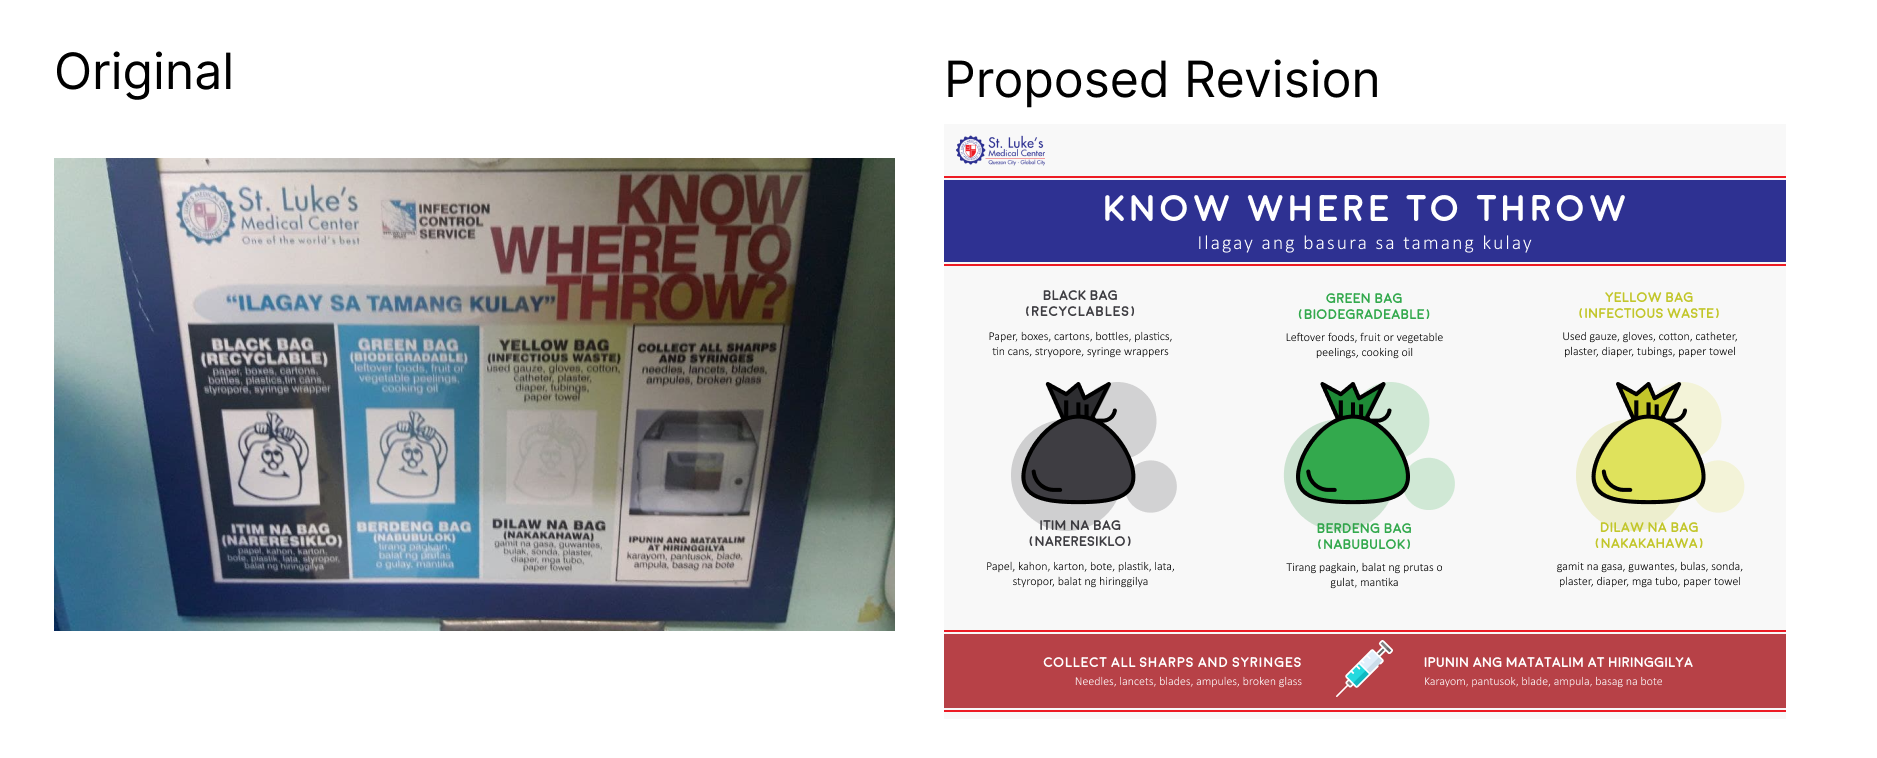 Original
St. Luke's
Medical Center
One of the world's best
INFECTION
CONTROL
SERVICE
KNOW
WHERE TO
THROW?
"ILAGAY SA TAMANG KULAY"
BLACK BAG
(RECYCLABLE)
paper, boxes, cartons,
bottles, plastics,tin cans,
styropore, syringe wrapper
ITIM NA BAG
(NARERESIKLO)
papel, kahon, karton,
bote, plastik, lata, styropor,
balat ng hiringgilya
GREEN BAG
(BIODEGRADABLE)
leftover foods, fruit or
vegetable peelings,
cooking oil
BERDENG BAG
(NABUBULOK)
tirang pagkain,
balat ng prutas
o gulay, mantika
YELLOW BAG
(INFECTIOUS WASTE)
used gauze, gloves, cotton,
catheter, plaster,
diaper, tubings,
paper towel
DILAW NA BAG
(NAKAKAHAWA)
gamit na gasa, guwantes,
bulak, sonda, plaster,
diaper, mga tubo,
paper towel
COLLECT ALL SHARPS
AND SYRINGES
needles, lancets, blades,
ampules, broken glass
IPUNIN ANG MATATALIM
AT HIRINGGILYA
karayom, pantusok, blade,
ampula, basag na bote
Proposed Revision
St. Luke's
Medical Center
Quezon City - Global City
KNOW WHERE TO THROW
Ilagay ang basura sa tamang kulay
BLACK BAG
(RECYCLABLES)
Paper, boxes, cartons, bottles, plastics,
tin cans, stryopore, syringe wrappers
ITIM NA BAG
(NARERESIKLO)
Papel, kahon, karton, bote, plastik, lata,
styropor, balat ng hiringgilya
GREEN BAG
(BIODEGRADEABLE)
Leftover foods, fruit or vegetable
peelings, cooking oil
BERDENG BAG
(NABUBULOK)
Tirang pagkain, balat ng prutas o
gulat, mantika
YELLOW BAG
(INFECTIOUS WASTE)
Used gauze, gloves, cotton, catheter,
plaster, diaper, tubings, paper towel
DILAW NA BAG
(NAKAKAHAWA)
gamit na gasa, guwantes, bulas, sonda,
plaster, diaper, mga tubo, paper towel
COLLECT ALL SHARPS AND SYRINGES
Needles, lancets, blades, ampules, broken glass
IPUNIN ANG MATATALIM AT HIRINGGILYA
Karayom, pantusok, blade, ampula, basag na bote